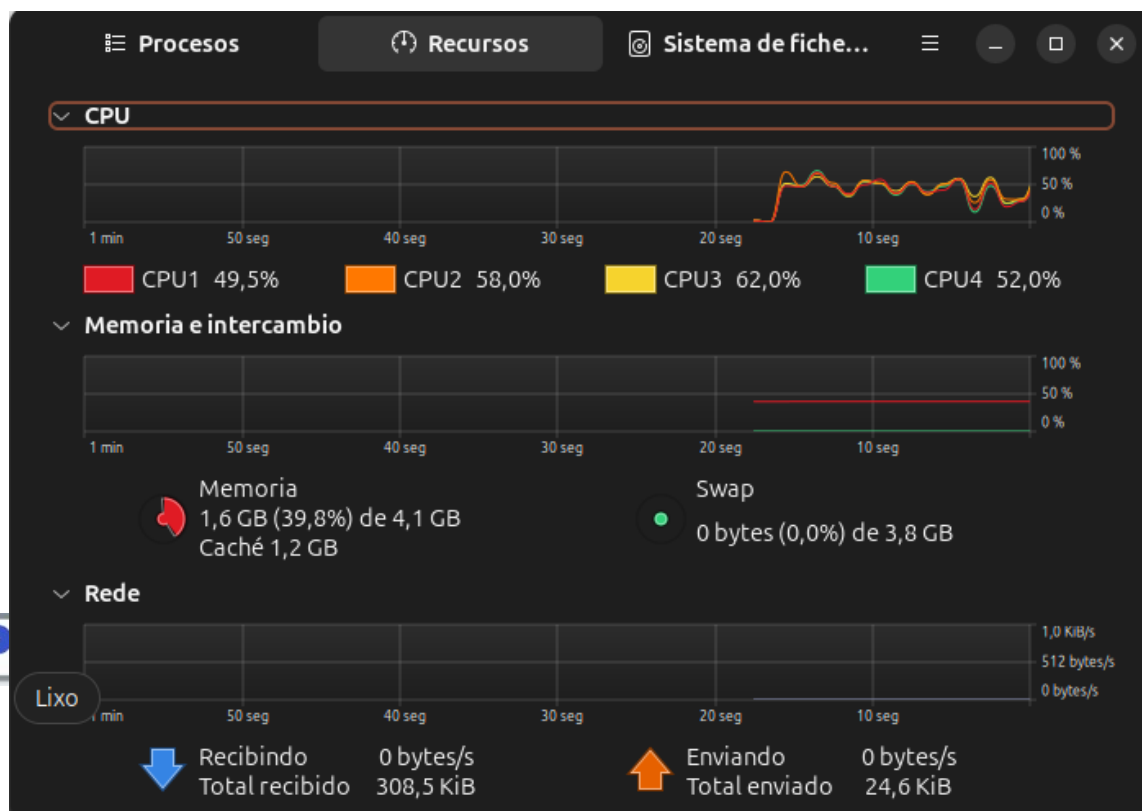 Procesos Recursos Sistema de fiche...
CPU
100 %
50 %
0 %
1 min 50 seg 40 seg 30 seg 20 seg 10 seg
CPU1 49,5% CPU2 58,0% CPU3 62,0% CPU4 52,0%
Memoria e intercambio
100 %
50 %
0 %
1 min 50 seg 40 seg 30 seg 20 seg 10 seg
Memoria
1,6 GB (39,8%) de 4,1 GB
Caché 1,2 GB
Swap
0 bytes (0,0%) de 3,8 GB
Rede
1,0 KiB/s
512 bytes/s
0 bytes/s
Lixo
min 50 seg 40 seg 30 seg 20 seg 10 seg
Recibindo 0 bytes/s
Total recibido 308,5 KiB
Enviando 0 bytes/s
Total enviado 24,6 KiB